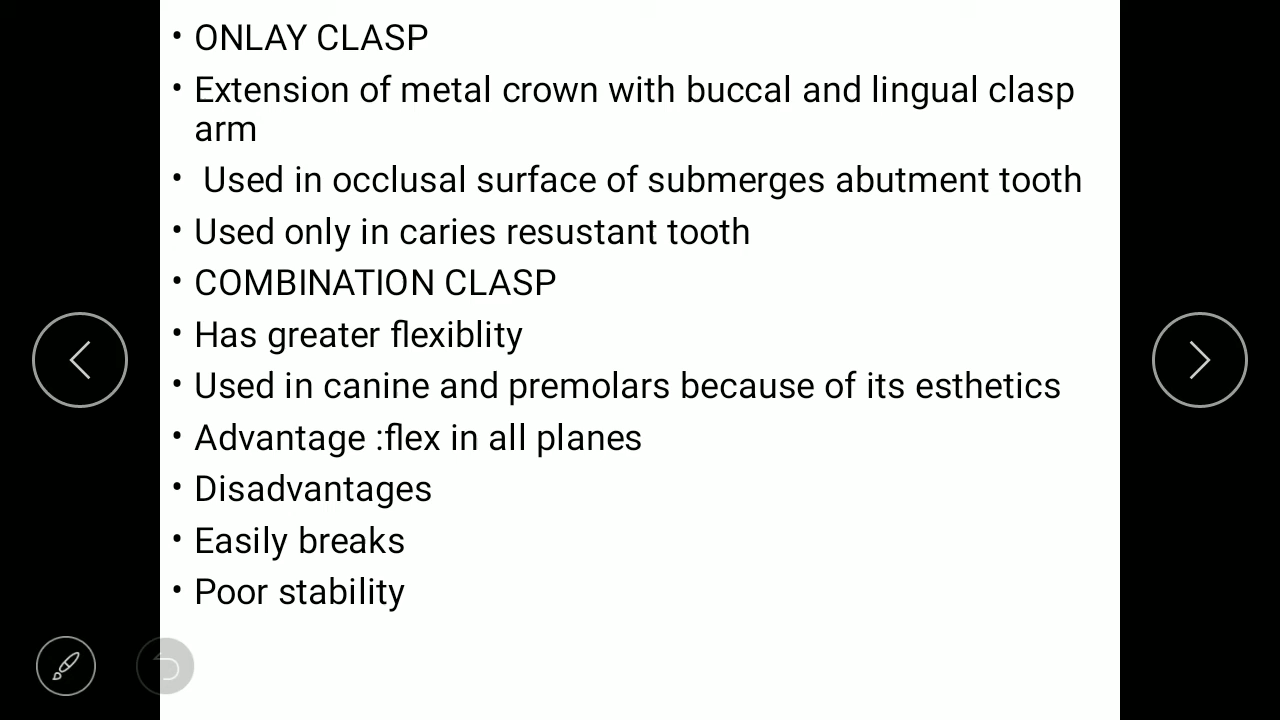 • ONLAY CLASP
• Extension of metal crown with buccal and lingual clasp
arm
• Used in occlusal surface of submerges abutment tooth
• Used only in caries resustant tooth
• COMBINATION CLASP
• Has greater flexiblity
• Used in canine and premolars because of its esthetics
• Advantage :flex in all planes
• Disadvantages
• Easily breaks
• Poor stability